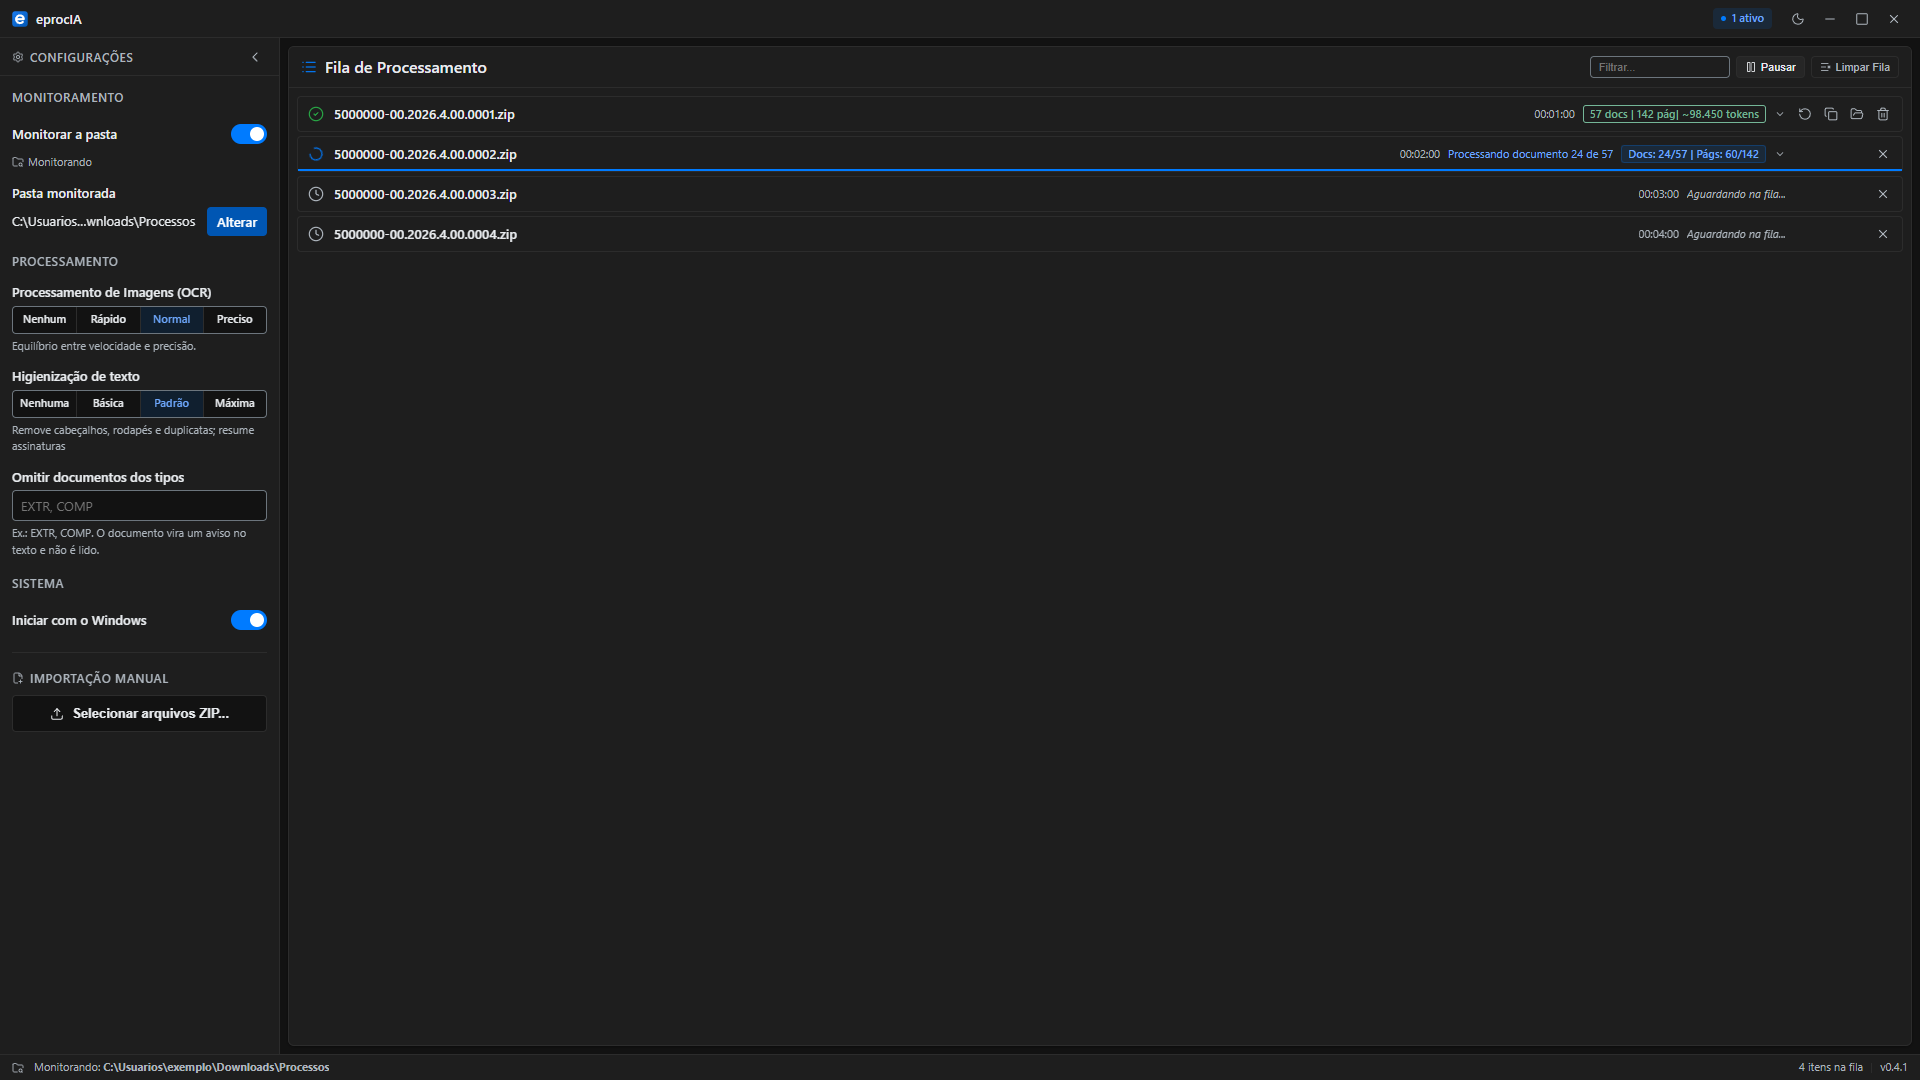 eprocIA
1 ativo
CONFIGURAÇÕES
MONITORAMENTO
Monitorar a pasta
Monitorando
Pasta monitorada
C:\Usuarios...wnloads\Processos
Alterar
PROCESSAMENTO
Processamento de Imagens (OCR)
Nenhum Rápido Normal Preciso
Equilíbrio entre velocidade e precisão.
Higienização de texto
Nenhuma Básica Padrão Máxima
Remove cabeçalhos, rodapés e duplicatas; resume
assinaturas
Omitir documentos dos tipos
EXTR, COMP
Ex.: EXTR, COMP. O documento vira um aviso no
texto e não é lido.
SISTEMA
Iniciar com o Windows
IMPORTAÇÃO MANUAL
Selecionar arquivos ZIP...
Fila de Processamento
Filtrar...
Pausar
Limpar Fila
5000000-00.2026.4.00.0001.zip 00:01:00 57 docs | 142 pág| ~98.450 tokens
5000000-00.2026.4.00.0002.zip 00:02:00 Processando documento 24 de 57 Docs: 24/57 | Págs: 60/142
5000000-00.2026.4.00.0003.zip 00:03:00 Aguardando na fila...
5000000-00.2026.4.00.0004.zip 00:04:00 Aguardando na fila...
Monitorando: C:\Usuarios\exemplo\Downloads\Processos
4 itens na fila
v0.4.1